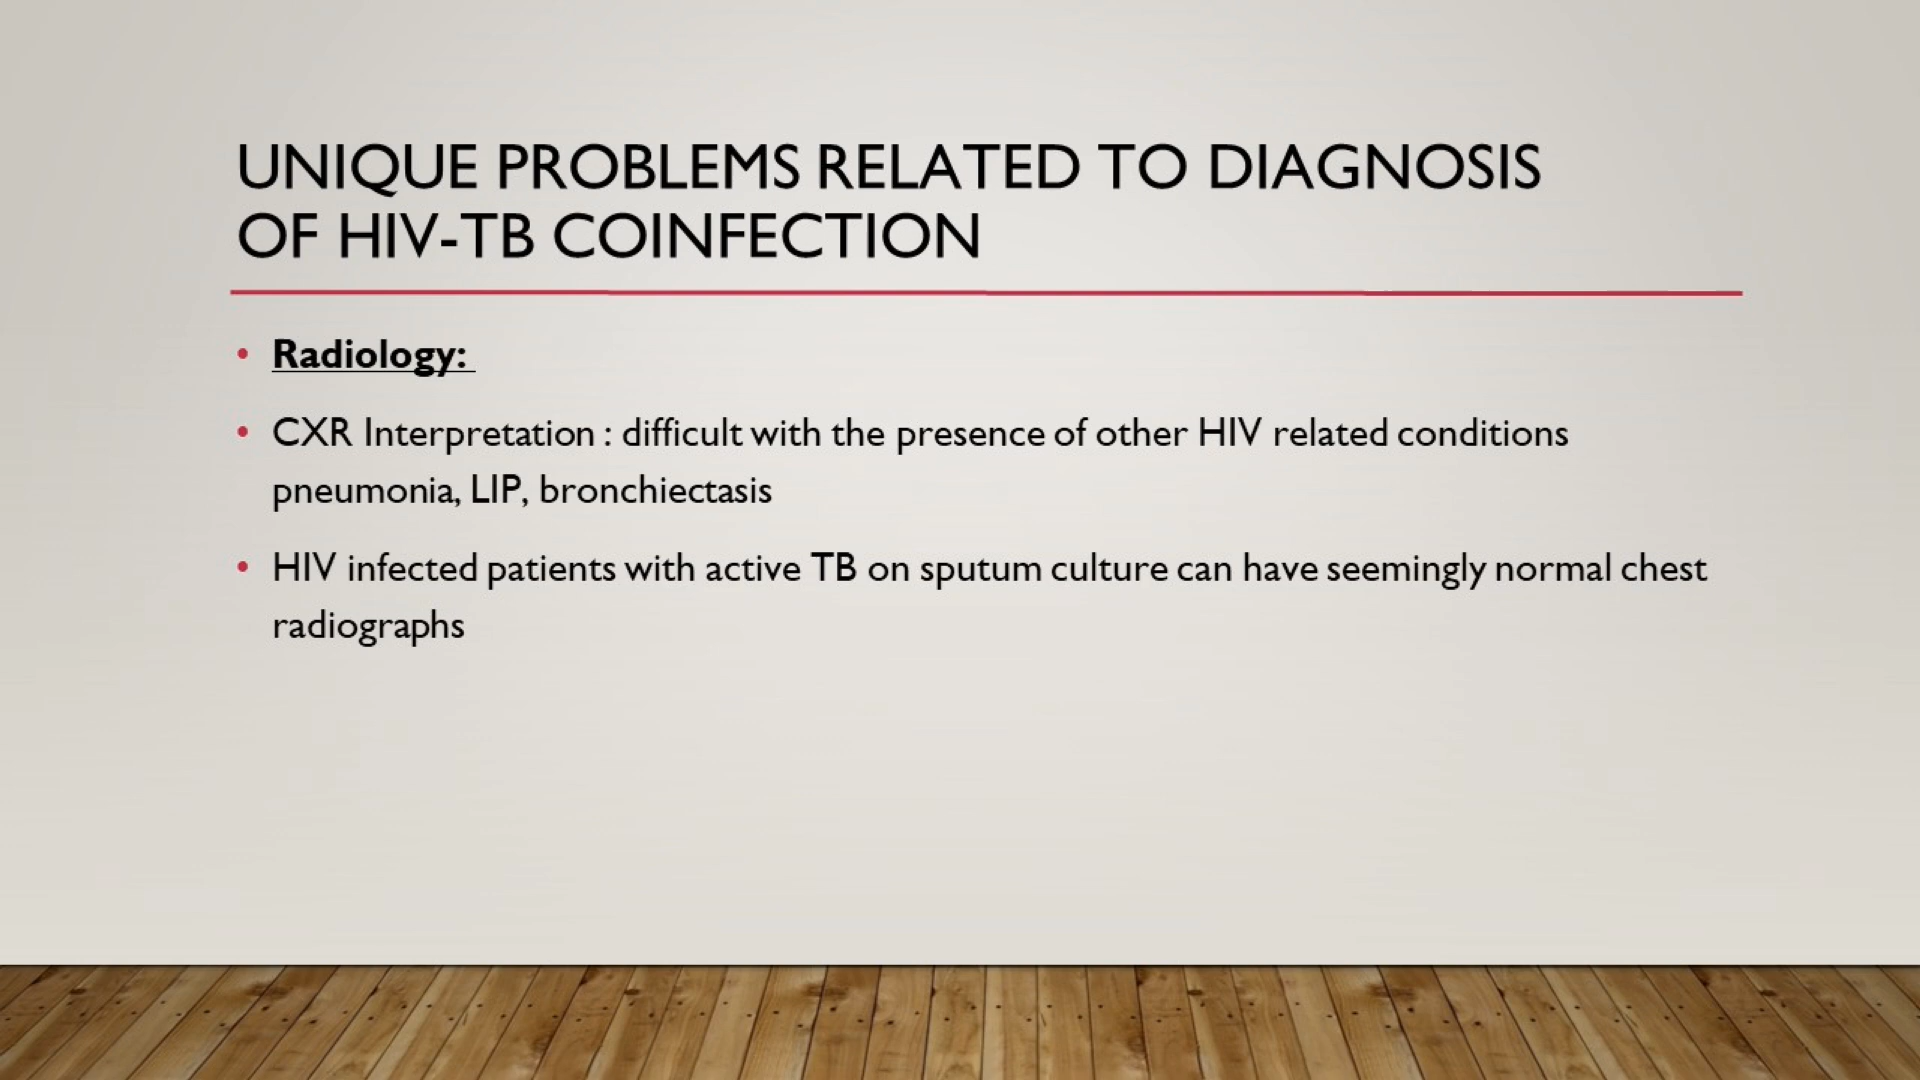 UNIQUE PROBLEMS RELATED TO DIAGNOSIS
OF HIV-TB COINFECTION
• Radiology:
• CXR Interpretation : difficult with the presence of other HIV related conditions
pneumonia, LIP, bronchiectasis
• HIV infected patients with active TB on sputum culture can have seemingly normal chest
radiographs